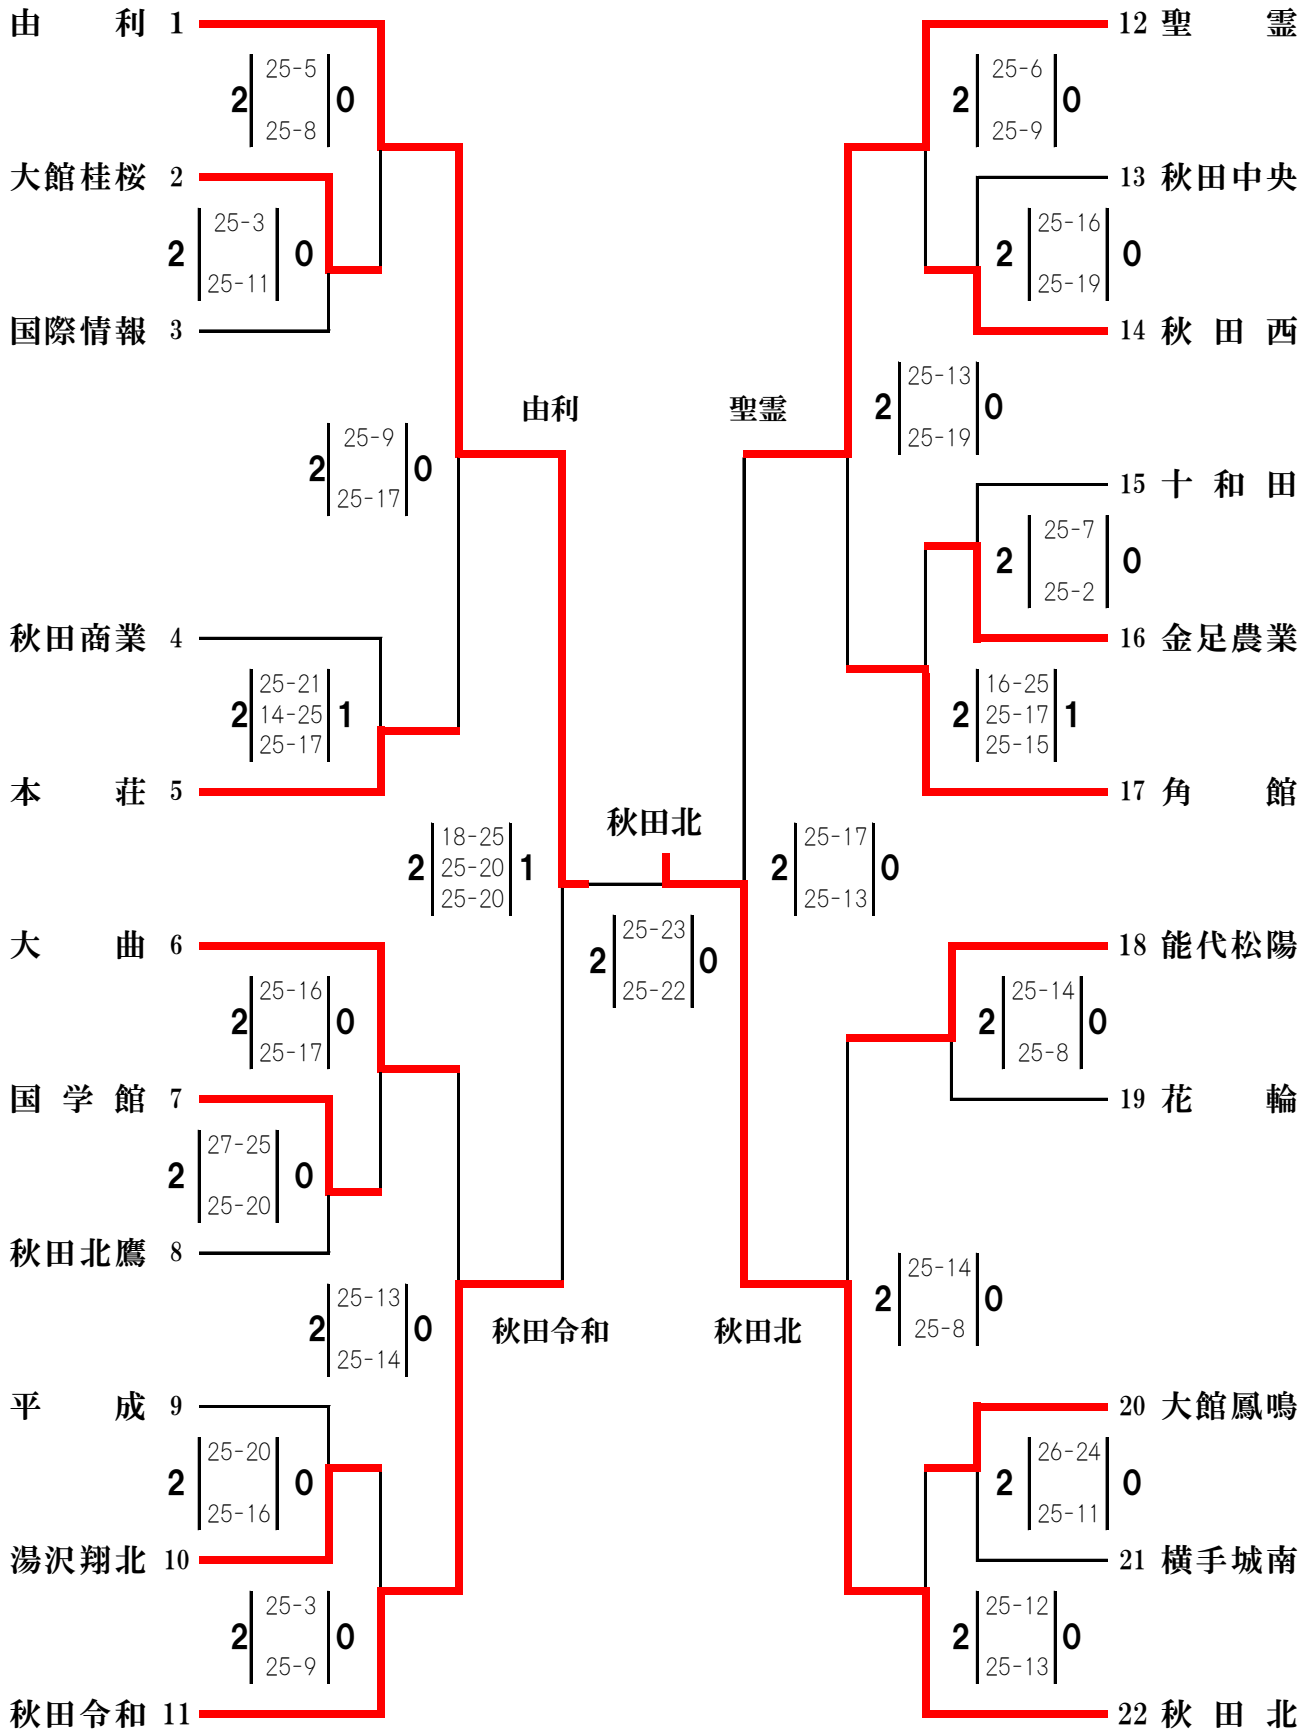 由利 1
25-5
2 0
25-8
大館桂桜 2
25-3
2 0
25-11
国際情報 3
由利
25-9
2 0
25-17
秋田商業 4
25-21
2 14-25 1
25-17
本荘 5
18-25
2 25-20 1
25-20
大曲 6
25-16
2 0
25-17
国学館 7
27-25
2 0
25-20
秋田北鷹 8
25-13
2 0
25-14
秋田令和
平成 9
25-20
2 0
25-16
湯沢翔北 10
25-3
2 0
25-9
秋田令和 11
秋田北
25-23
2 0
25-22
12 聖霊
25-6
2 0
25-9
13 秋田中央
25-16
2 0
25-19
14 秋田西
聖霊
25-13
2 0
25-19
15 十和田
25-7
2 0
25-2
16 金足農業
16-25
2 25-17 1
25-15
17 角館
25-17
2 0
25-13
18 能代松陽
25-14
2 0
25-8
19 花輪
25-14
2 0
25-8
秋田北
20 大館鳳鳴
26-24
2 0
25-11
21 横手城南
25-12
2 0
25-13
22 秋田北